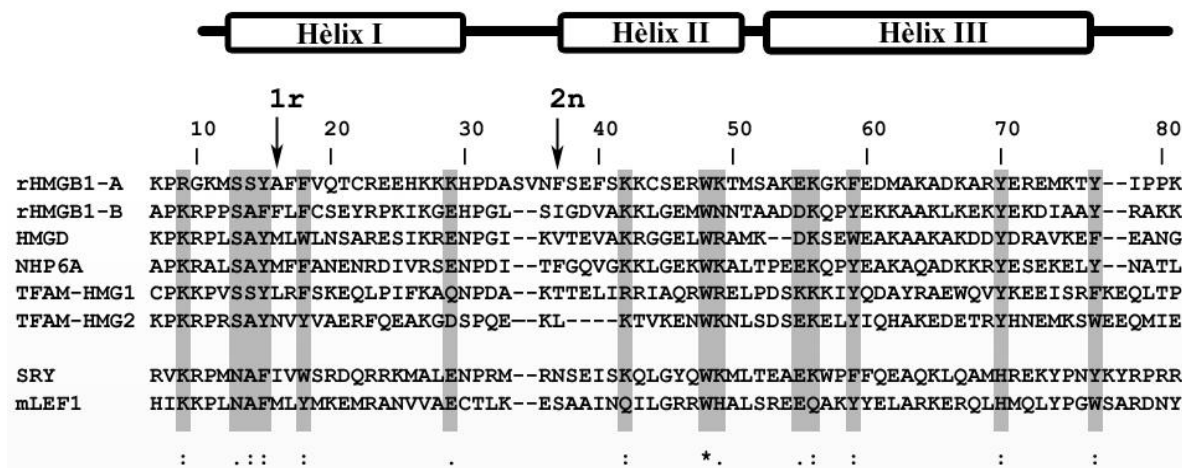 Hèlix I Hèlix II Hèlix III
1r 2n
10 20 30 40 50 60 70 80
rHMGB1-A KPRGKMSSYAFFVQTCREEHKKKHPDASVNFSEFSKKCSERWKTMSAKEKGKFEDMAKADKARYEREMKTY--IPPK
rHMGB1-B APKRPPSAFFLFCSEYRPKIKGEHPGL--SIGDVAKKLGEMWNNTAADDKQPYEKKAAKLKEKYEKDIAAY--RAKK
HMGD KPKRPLSAYMLWLNSARESIKRENPGI--KVTEVAKRGGELWRAMK--DKSEWEAKAAKAKDDYDRAVKEF--EANG
NHP6A APKRALSAYMFFANENRDIVRSENPDI--TFGQVGKKLGEKWKALTPEEKQPYEAKAQADKKRYESEKELY--NATL
TFAM-HMG1 CPKKPVSSYLRFSKEQLPIFKAQNPDA--KTTELIRRIAQRWRELPDSKKKIYQDAYRAEWQVYKEEISRFKEQLTP
TFAM-HMG2 KPKRPRSAYNVYVAERFQEAKGDSPQE--KL----KTVKENWKNLSDSEKELYIQHAKEDETRYHNEMKSWEEQMIE
SRY RVKRPMNAFIVWSRDQRRKMALENPRM--RNSEISKQLGYQWKMLTEAEKWPFFQEAQKLQAMHREKYPNYKYRPRR
mLEF1 HIKKPLNAFMLYMKEMRANVVAECTLK--ESAAINQILGRRWHALSREEQAKYYELARKERQLHMQLYPGWSARDNY
: .:: : . : *. .: : : :